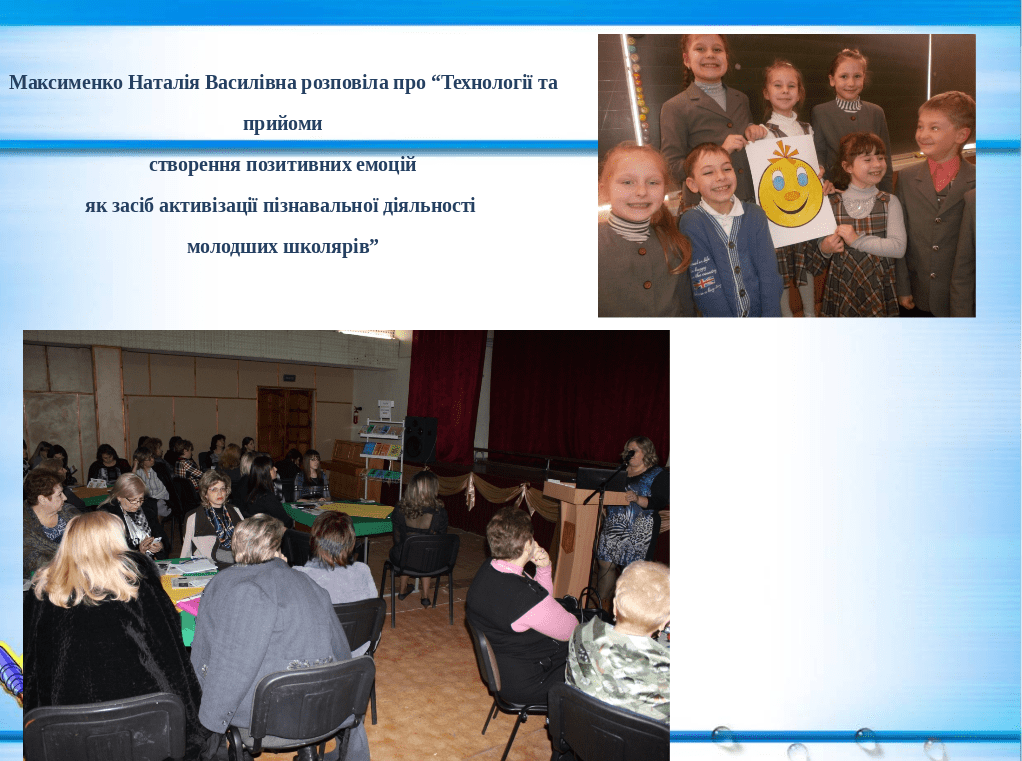 Максименко Наталія Василівна розповіла про “Технології та
прийоми
створення позитивних емоцій
як засіб активізації пізнавальної діяльності
молодших школярів”